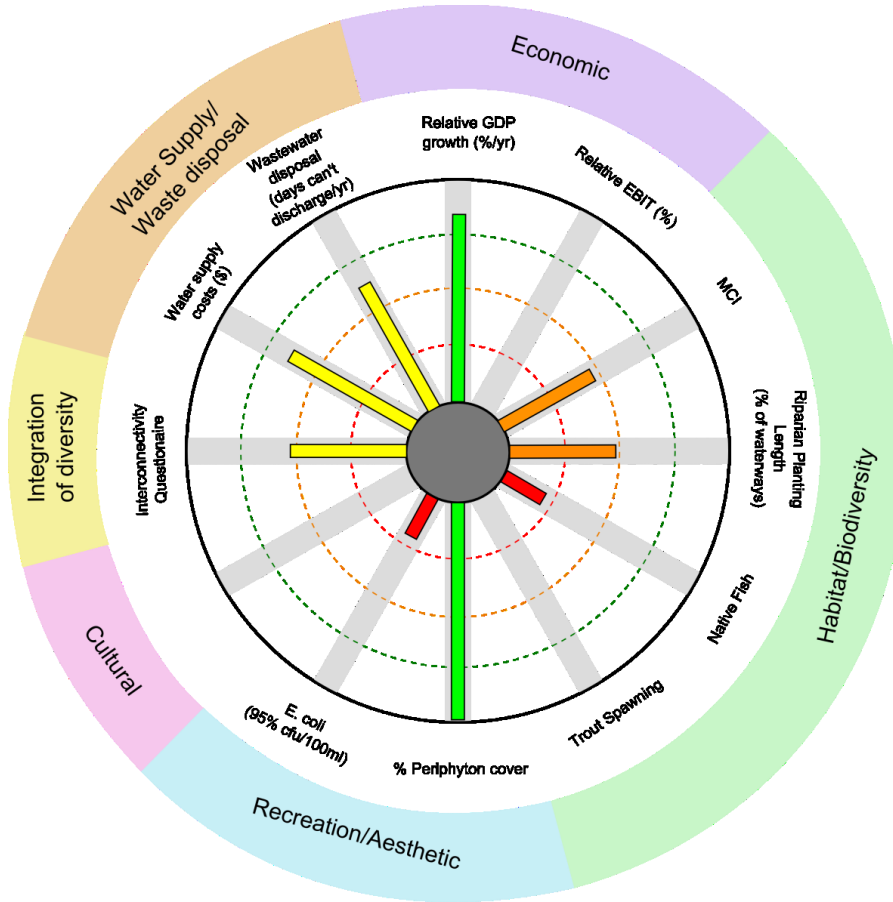 Economic
Water Supply/
Waste disposal
Integration
of diversity
Cultural
Recreation/Aesthetic
Habitat/Biodiversity
Relative GDP
growth (%/yr)
Relative EBIT (%)
MCI
Riparian Planting
Length
(% of waterways)
Native Fish
Trout Spawning
% Periphyton cover
E. coli
(95% cfu/100ml)
Interconnectivity
Questionaire
Water supply
costs ($)
Wastewater
disposal
(days can't
discharge/yr)